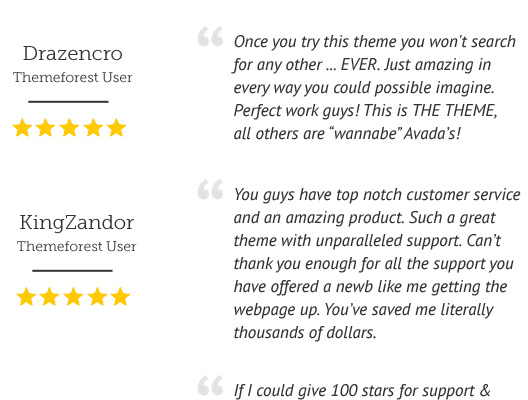 Drazencro
Themeforest User
Once you try this theme you won't search
for any other ... EVER. Just amazing in
every way you could possible imagine.
Perfect work guys! This is THE THEME,
all others are “wannabe” Avada’s!
KingZandor
Themeforest User
You guys have top notch customer service
and an amazing product. Such a great
theme with unparalleled support. Can’t
thank you enough for all the support you
have offered a newb like me getting the
webpage up. You’ve saved me literally
thousands of dollars.
If I could give 100 stars for support &